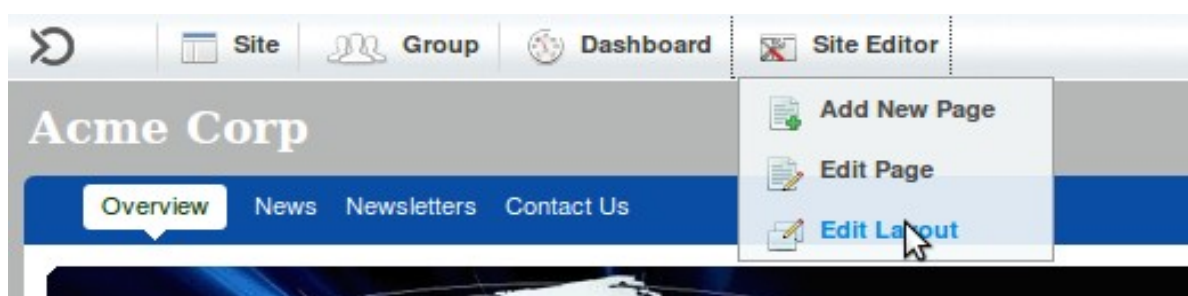 Site Group Dashboard Site Editor
Add New Page
Acme Corp
Edit Page
Overview News Newsletters Contact Us
Edit Layout